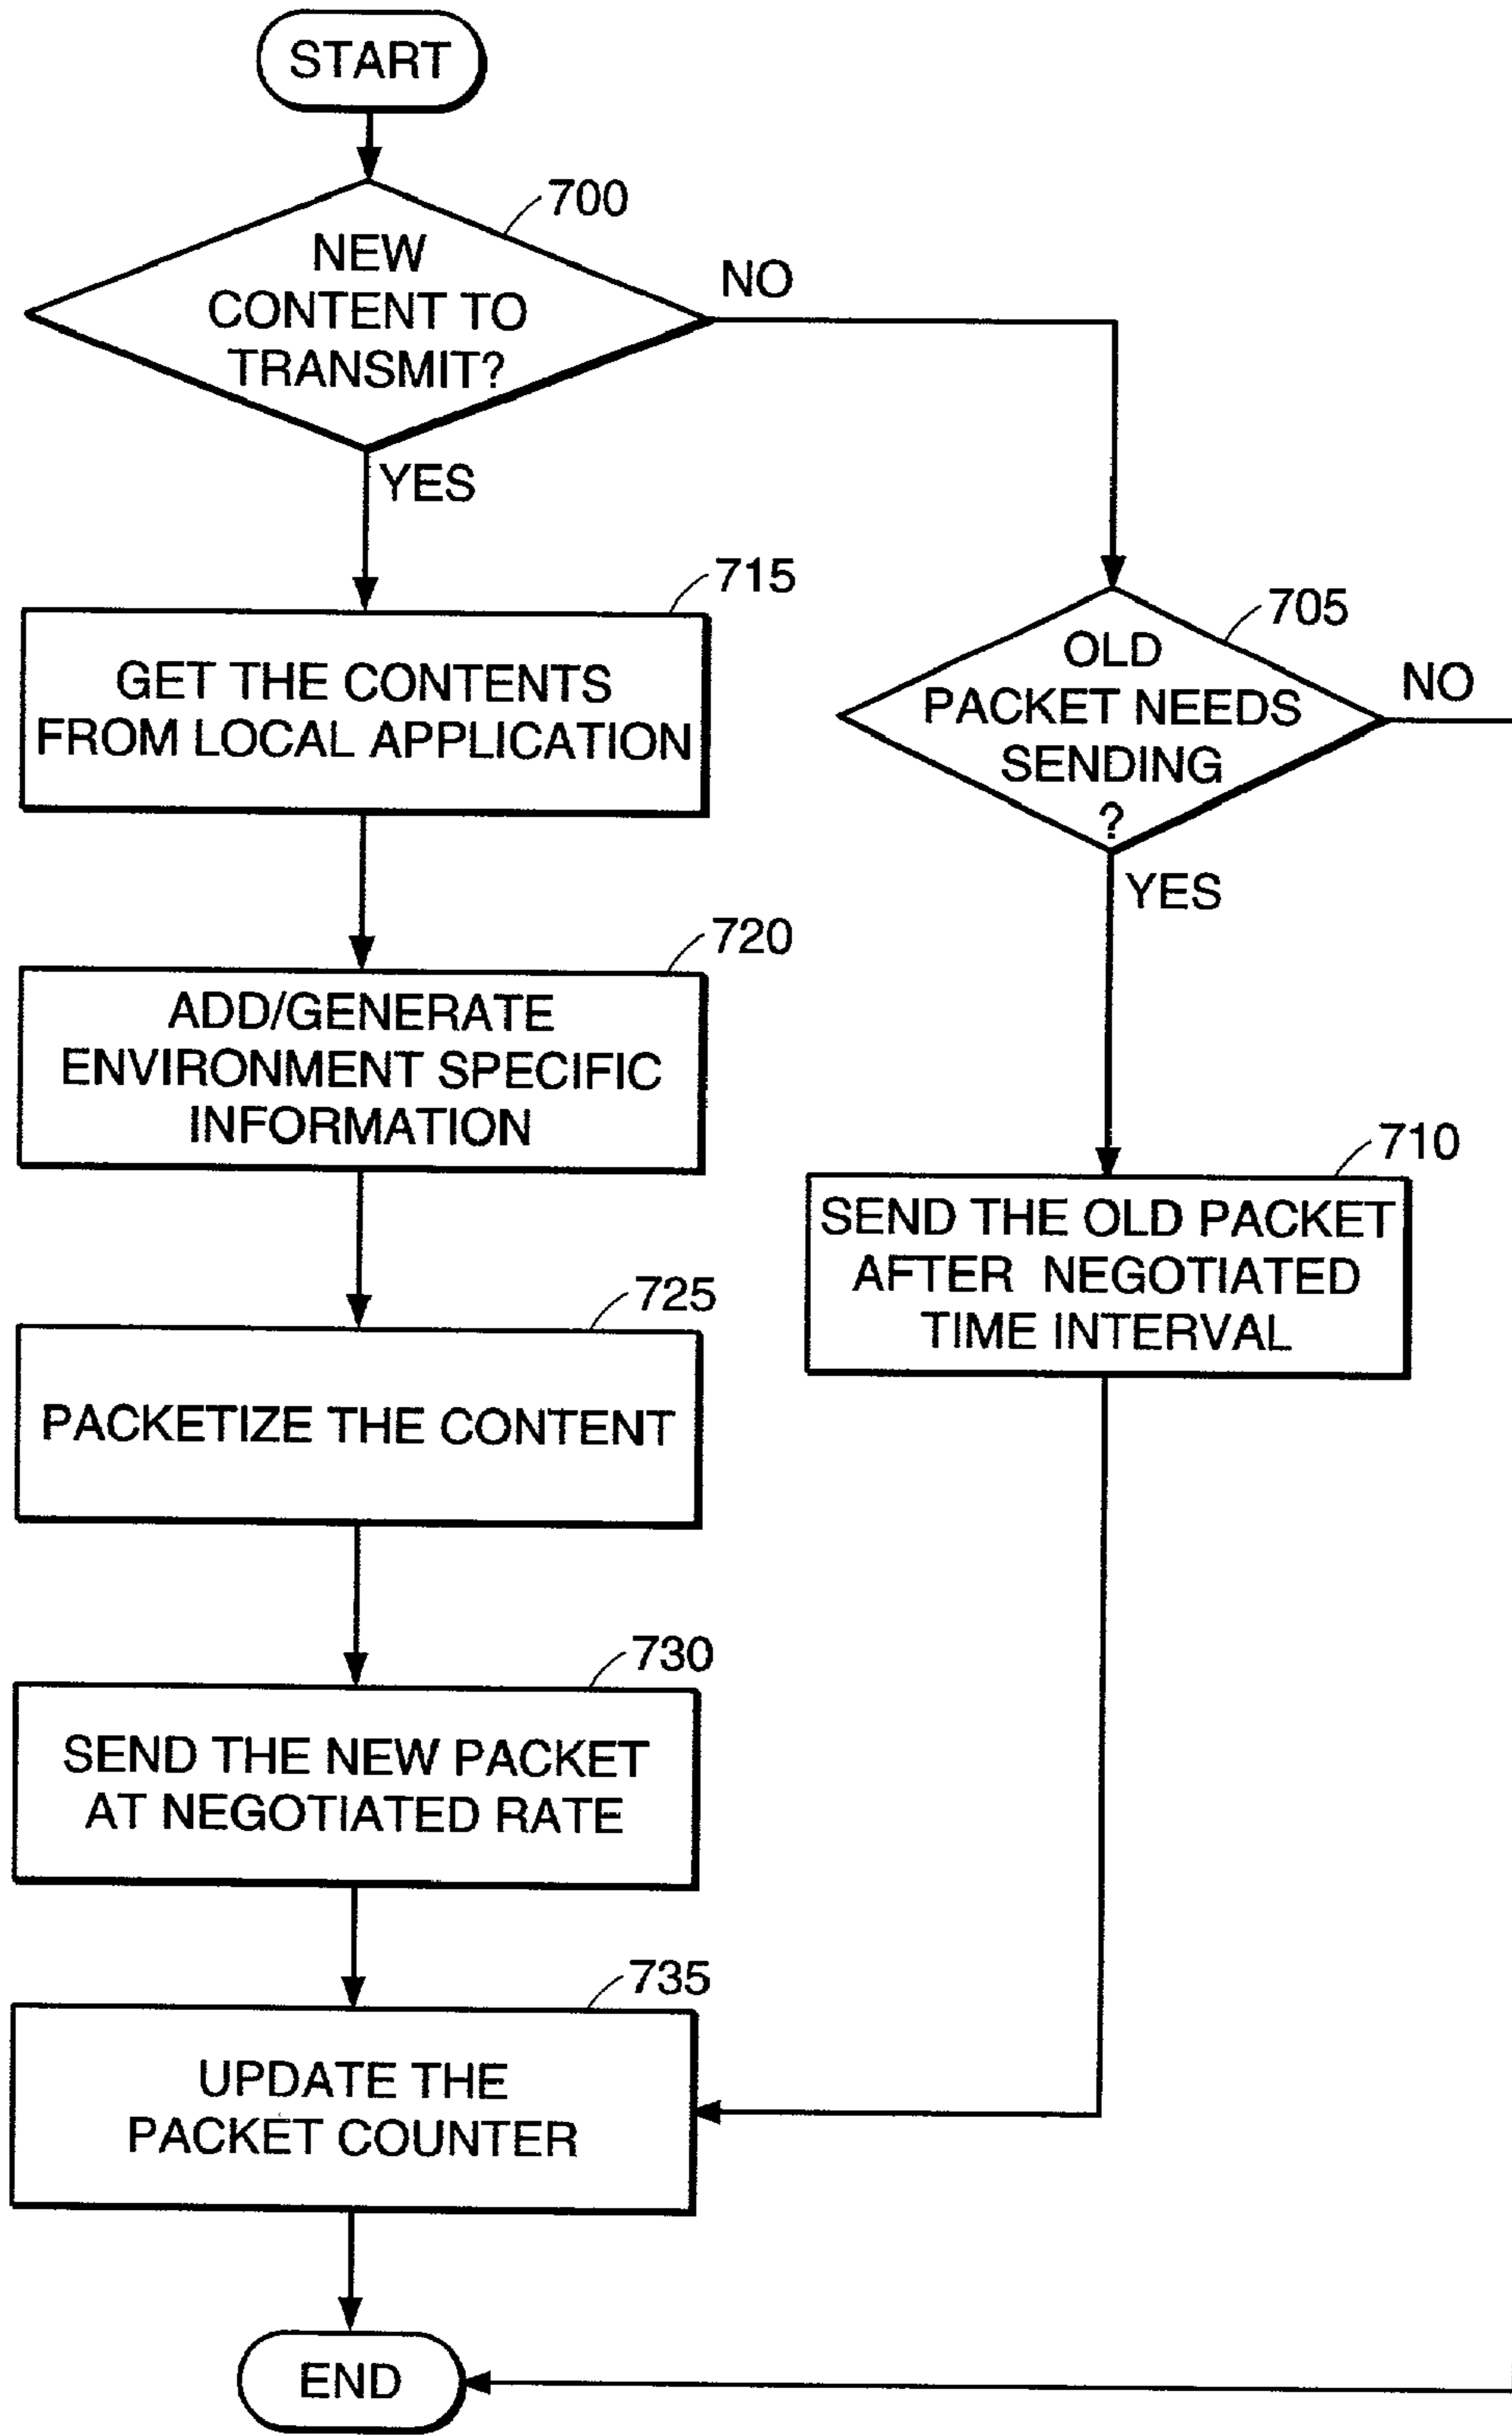 START
700
NEW
CONTENT TO
TRANSMIT?
NO
YES
715
GET THE CONTENTS
FROM LOCAL APPLICATION
705
OLD
PACKET NEEDS
SENDING
?
NO
YES
720
ADD/GENERATE
ENVIRONMENT SPECIFIC
INFORMATION
710
SEND THE OLD PACKET
AFTER NEGOTIATED
TIME INTERVAL
725
PACKETIZE THE CONTENT
730
SEND THE NEW PACKET
AT NEGOTIATED RATE
735
UPDATE THE
PACKET COUNTER
END